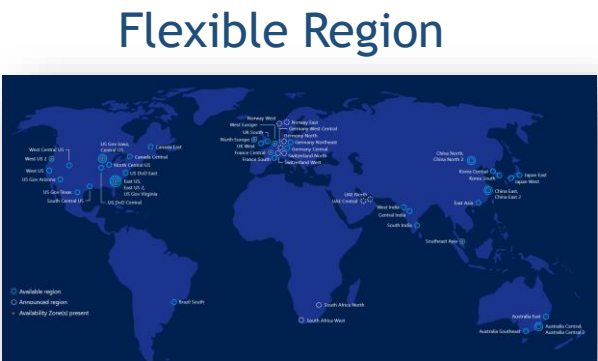 Flexible Region
Norway West
Norway East
West Europe
Germany West Central
Germany North
UK South
North Europe
Germany Northeast
UK West
Germany Central
France Central
Switzerland North
France South
Switzerland West
West Central US
US Gov Iowa,
Central US
Canada East
West US 2
Canada Central
North Central US
West US
US DoD East
US Gov Arizona
East US,
East US 2,
US Gov Virginia
US Gov Texas
South Central US
US DoD Central
China North,
China North 2
Korea Central
Korea South
Japan East
Japan West
China East,
China East 2
East Asia
UAE North
UAE Central
West India
Central India
South India
Southeast Asia
Available region
Announced region
Availability Zone(s) present
Brazil South
South Africa North
South Africa West
Australia East
Australia Southeast
Australia Central,
Australia Central 2